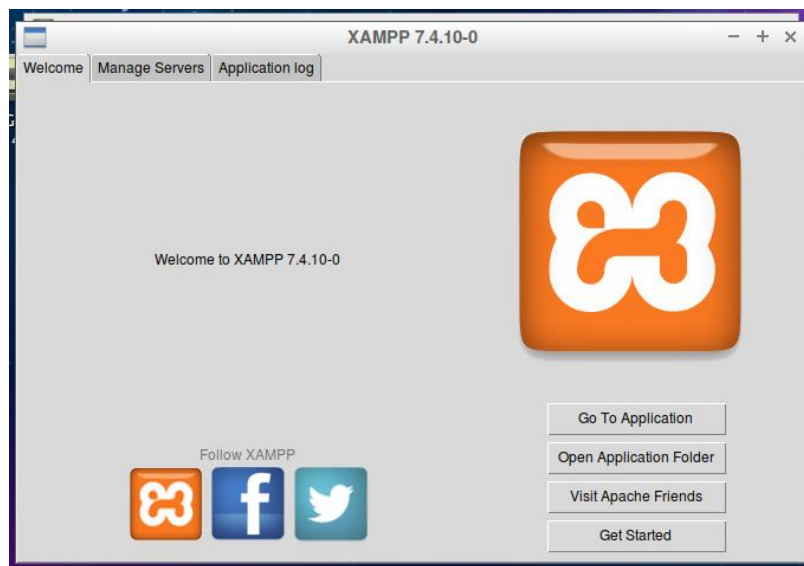 XAMPP 7.4.10-0
Welcome Manage Servers Application log
Welcome to XAMPP 7.4.10-0
Go To Application
Open Application Folder
Visit Apache Friends
Get Started
Follow XAMPP